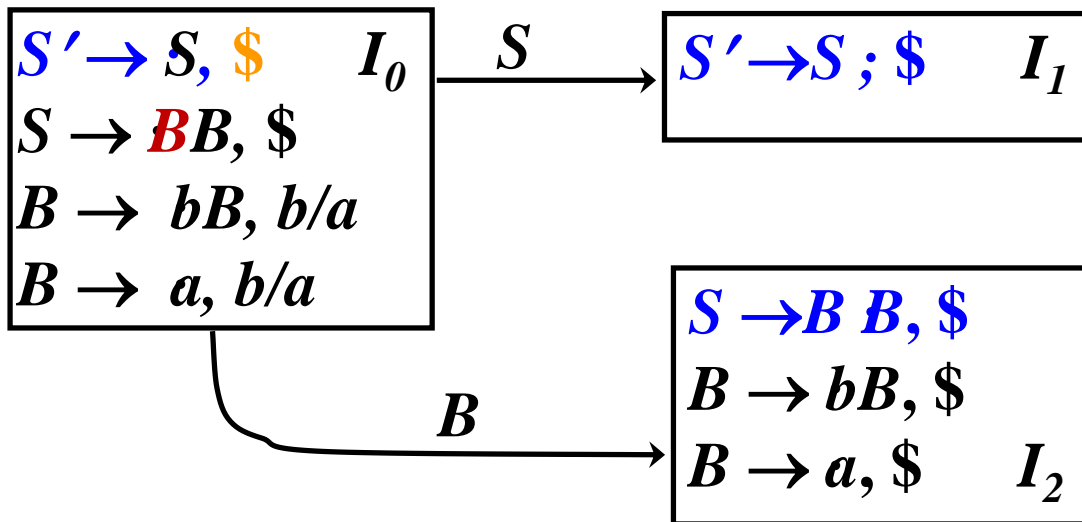 S′→·S, $ I₀
S → ·BB, $
B → ·bB, b/a
B → ·a, b/a
S
S′→S·, $ I₁
B
S →B·B, $
B → ·bB, $
B → ·a, $ I₂